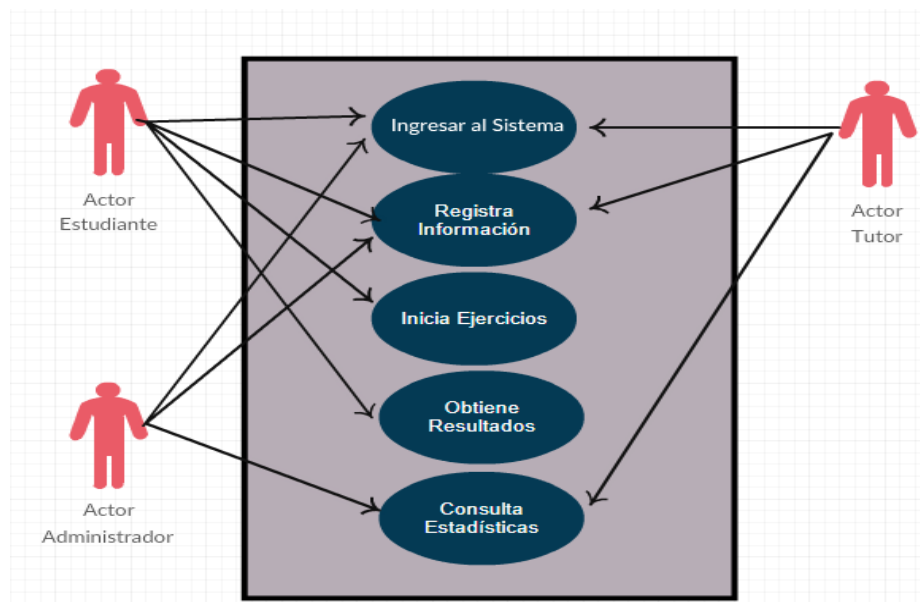 Ingresar al Sistema
Registra
Información
Inicia Ejercicios
Obtiene
Resultados
Consulta
Estadísticas
Actor
Estudiante
Actor
Administrador
Actor
Tutor